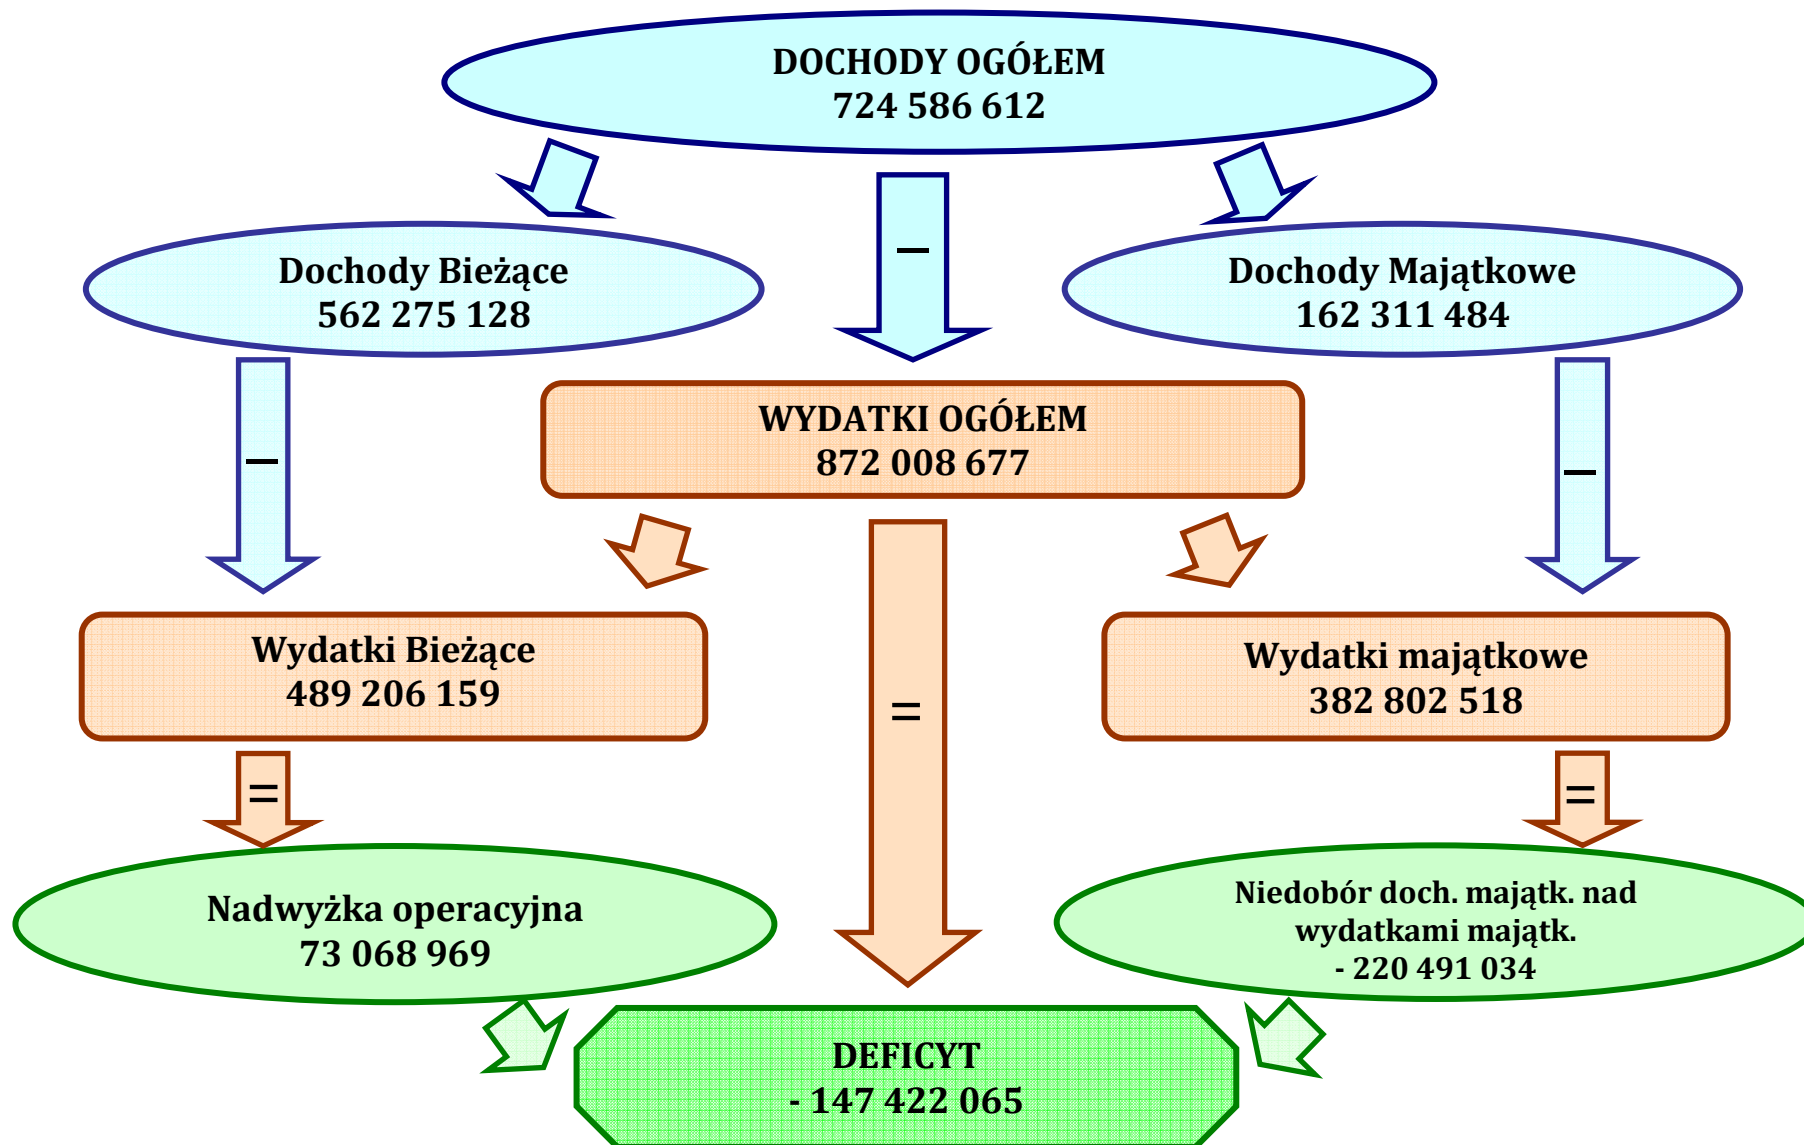 DOCHODY OGÓŁEM
724 586 612
–
Dochody Bieżące
562 275 128
Dochody Majątkowe
162 311 484
WYDATKI OGÓŁEM
872 008 677
–
–
Wydatki Bieżące
489 206 159
Wydatki majątkowe
382 802 518
=
=
=
Nadwyżka operacyjna
73 068 969
Niedobór doch. majątk. nad
wydatkami majątk.
- 220 491 034
DEFICYT
- 147 422 065